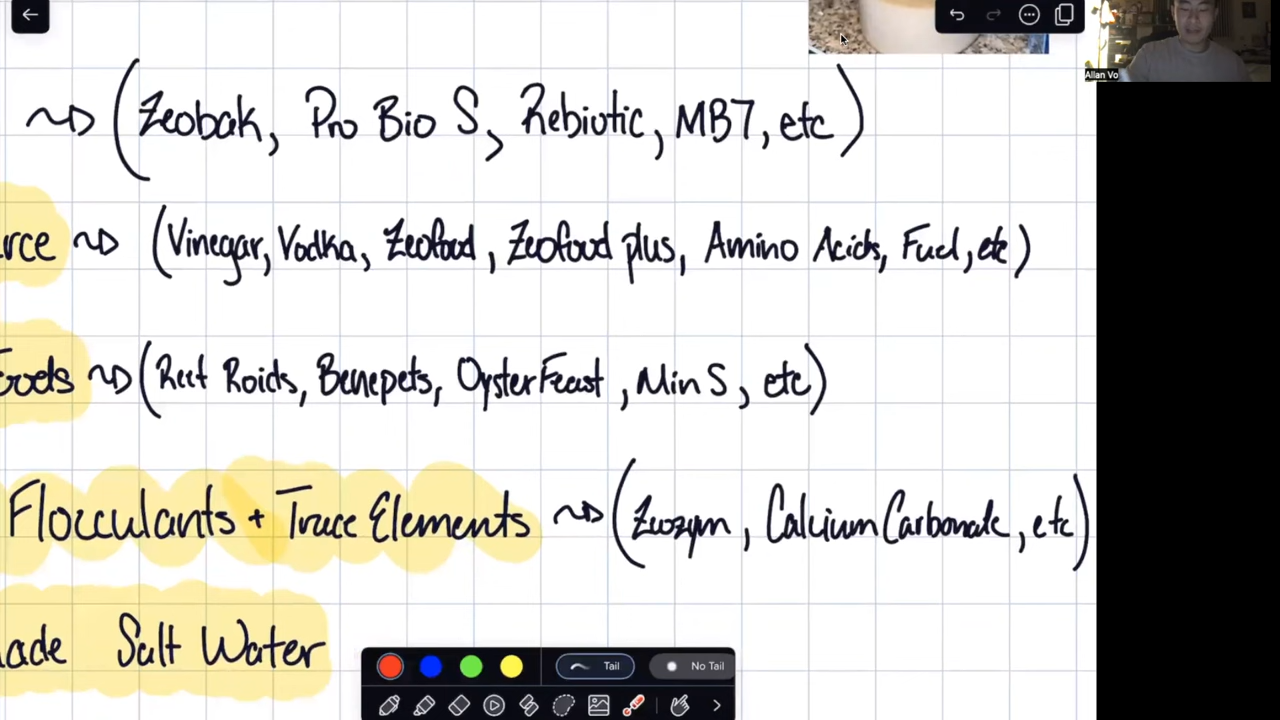 Allan Vo
(Zeobak, Pro Bio S, Rebiotic, MB7, etc)
rce (Vinegar, Vodka, Zeofood, Zeofood plus, Amino Acids, Fuel, etc)
Foods (Reef Roids, Benepets, OysterFeast, Min S, etc)
Flocculants + Trace Elements (Zeozym, Calcium Carbonate, etc)
ade Salt Water
Tail No Tail